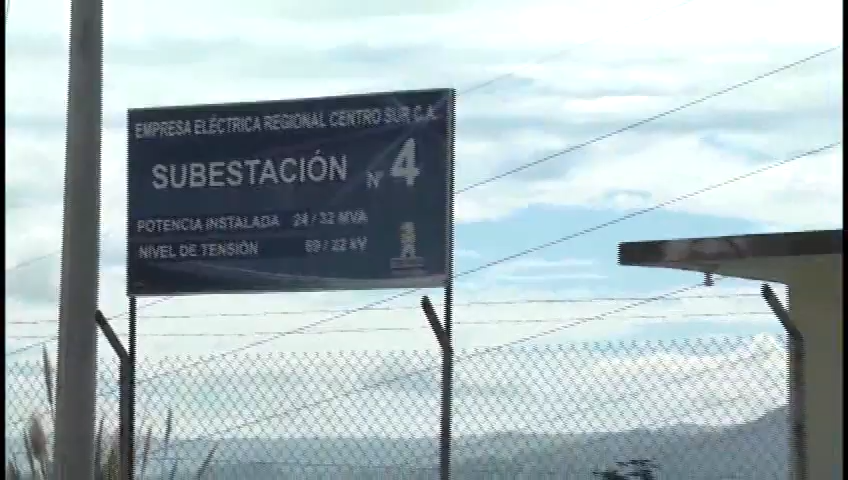 EMPRESA ELÉCTRICA REGIONAL CENTRO SUR C.A.
SUBESTACIÓN N° 4
POTENCIA INSTALADA 24 / 32 MVA
NIVEL DE TENSIÓN 69 / 22 kV